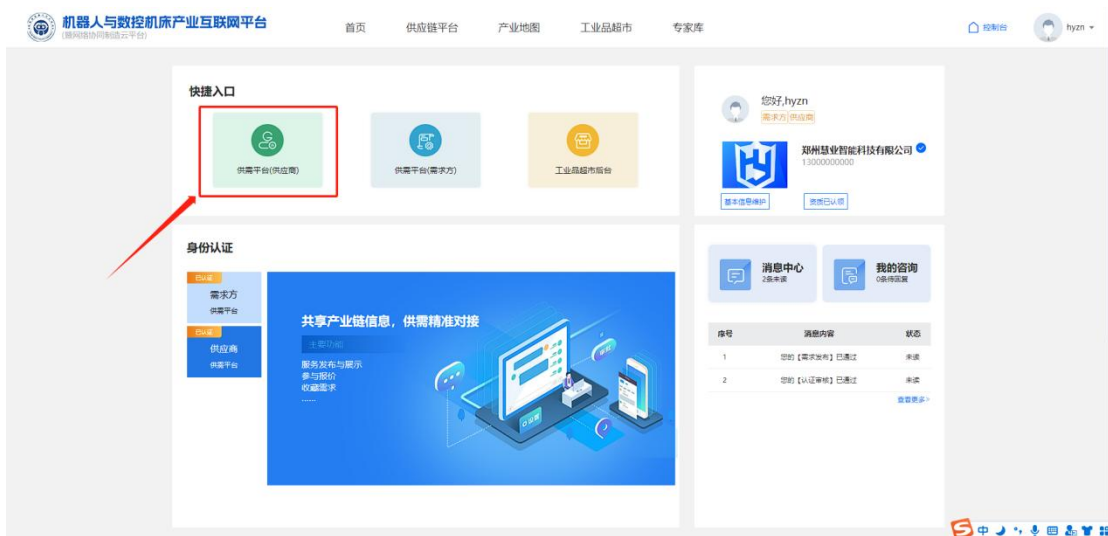 机器人与数控机床产业互联网平台
(雅网络协同制造云平台)
首页 供应链平台 产业地图 工业品超市 专家库
控制台 hyzn
快捷入口
供需平台(供应商) 供需平台(需求方) 工业品超市后台
您好,hyzn
需求方 供应商
郑州慧业智能科技有限公司
13000000000
基本信息维护 资质已认领
身份认证
已认证
需求方
供需平台
已认证
供应商
供需平台
共享产业链信息，供需精准对接
主要功能
服务发布与展示
参与报价
收藏需求
......
消息中心
2条未读
我的咨询
0条待回复
序号 消息内容 状态
1 您的【需求发布】已通过 未读
2 您的【认证审核】已通过 未读
查看更多>
中